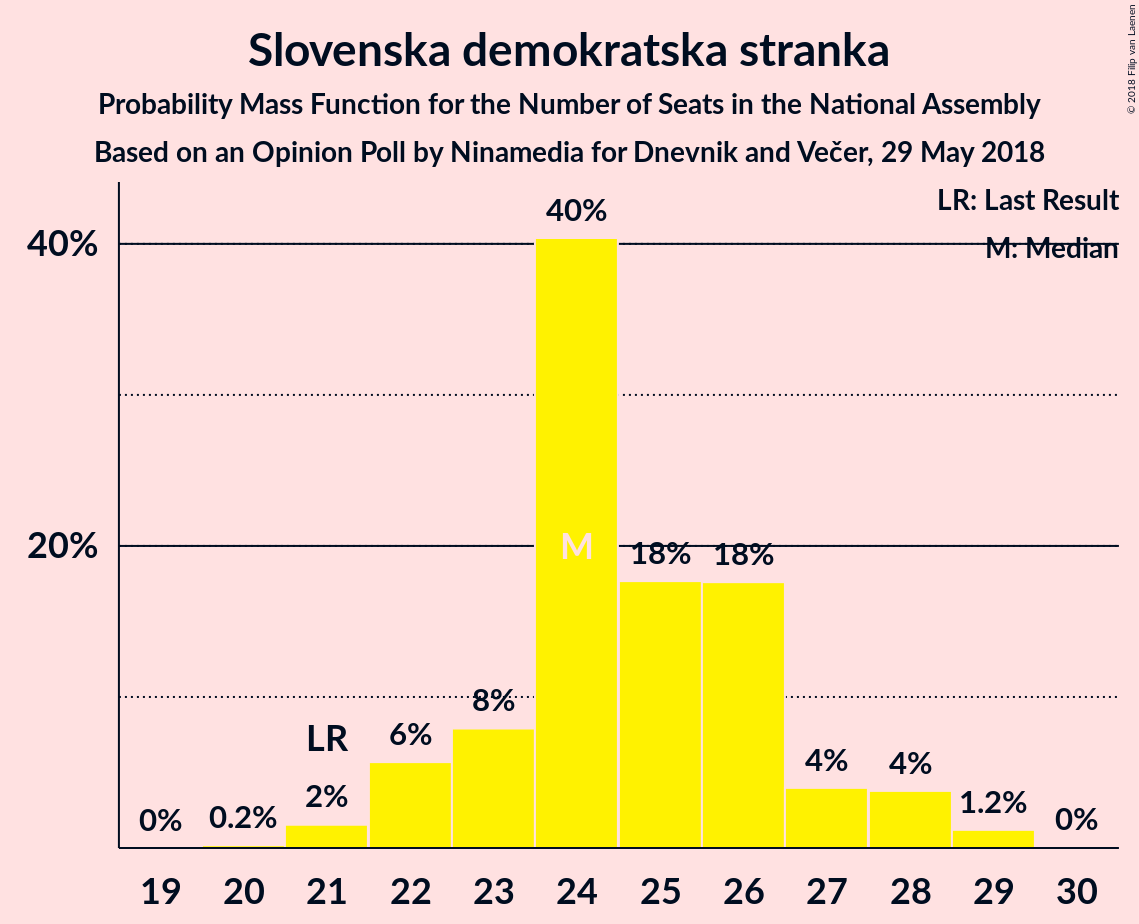 Slovenska demokratska stranka
Probability Mass Function for the Number of Seats in the National Assembly
Based on an Opinion Poll by Ninamedia for Dnevnik and Večer, 29 May 2018
© 2018 Filip van Laenen
LR: Last Result
M: Median
40%
20%
0%
0.2%
LR
2%
6%
8%
40%
M
18%
18%
4%
4%
1.2%
0%
19 20 21 22 23 24 25 26 27 28 29 30